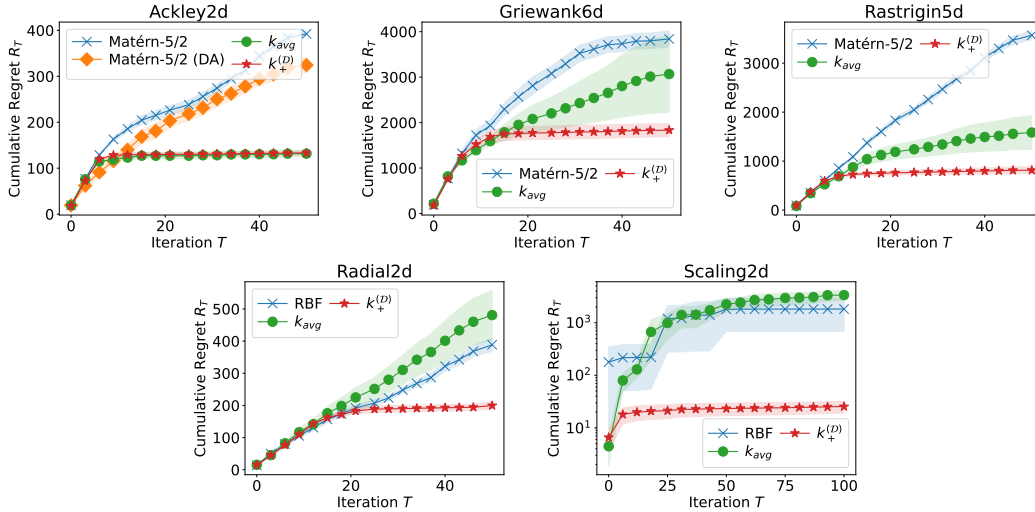 Ackley2d
Cumulative Regret R_T
400
300
200
100
0
Matérn-5/2
Matérn-5/2 (DA)
k_avg
k_+^(D)
0
20
40
Iteration T
Griewank6d
Cumulative Regret R_T
4000
3000
2000
1000
0
Matérn-5/2
k_avg
k_+^(D)
0
20
40
Iteration T
Rastrigin5d
Cumulative Regret R_T
3000
2000
1000
0
Matérn-5/2
k_avg
k_+^(D)
0
20
40
Iteration T
Radial2d
Cumulative Regret R_T
500
400
300
200
100
0
RBF
k_avg
k_+^(D)
0
20
40
Iteration T
Scaling2d
Cumulative Regret R_T
10^3
10^2
10^1
RBF
k_avg
k_+^(D)
0
25
50
75
100
Iteration T